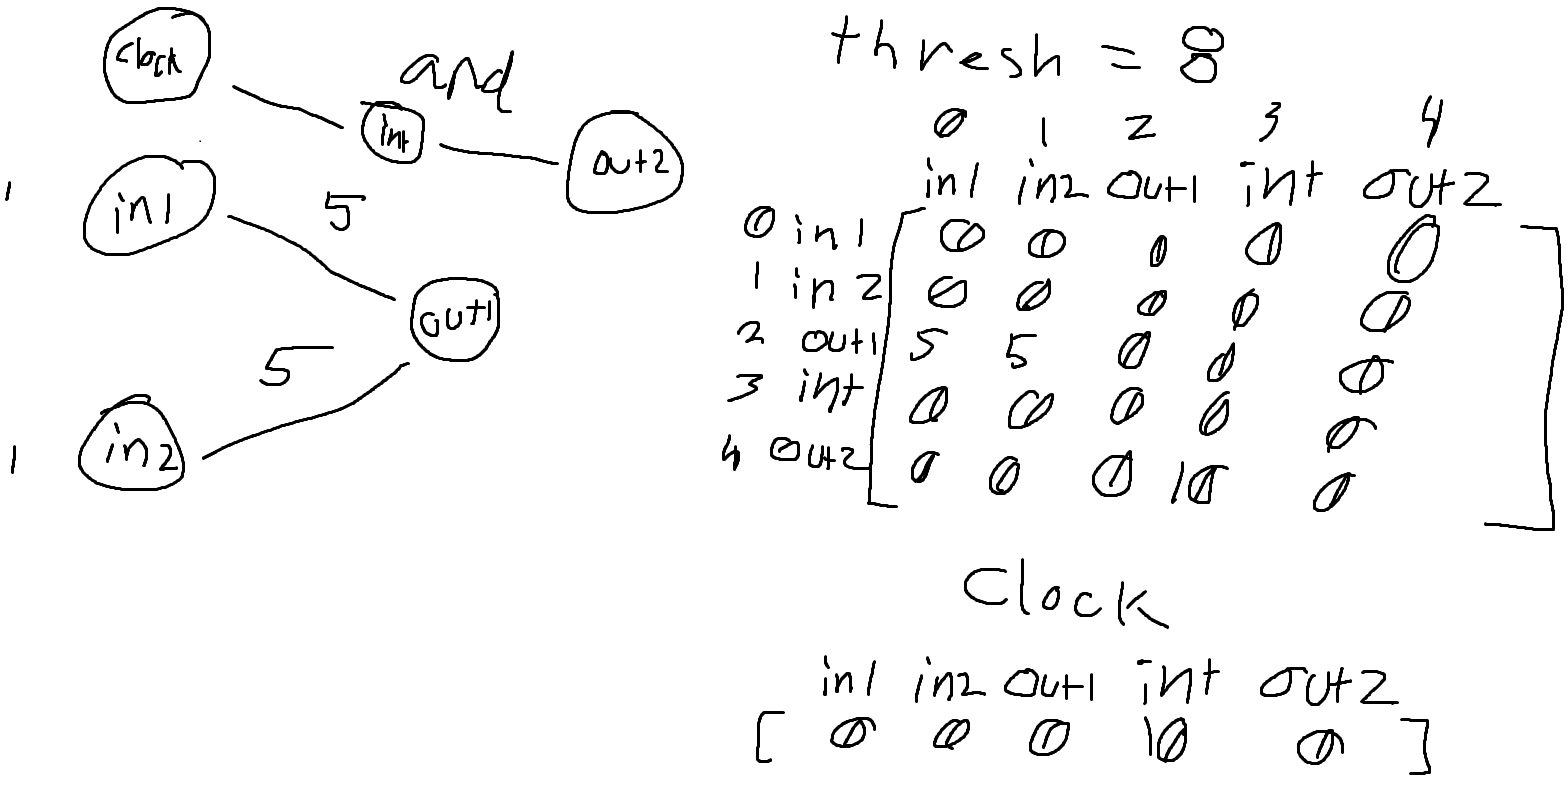 clock
and
int
out2
1
in1
5
out1
5
1
in2
thresh = 8
0 1 2 3 4
in1 in2 out1 int out2
0 in1 0 0 0 0 0
1 in2 0 0 0 0 0
2 out1 5 5 0 0 0
3 int 0 0 0 0 0
4 out2 0 0 0 10 0
Clock
in1 in2 out1 int out2
[ 0 0 0 10 0 ]